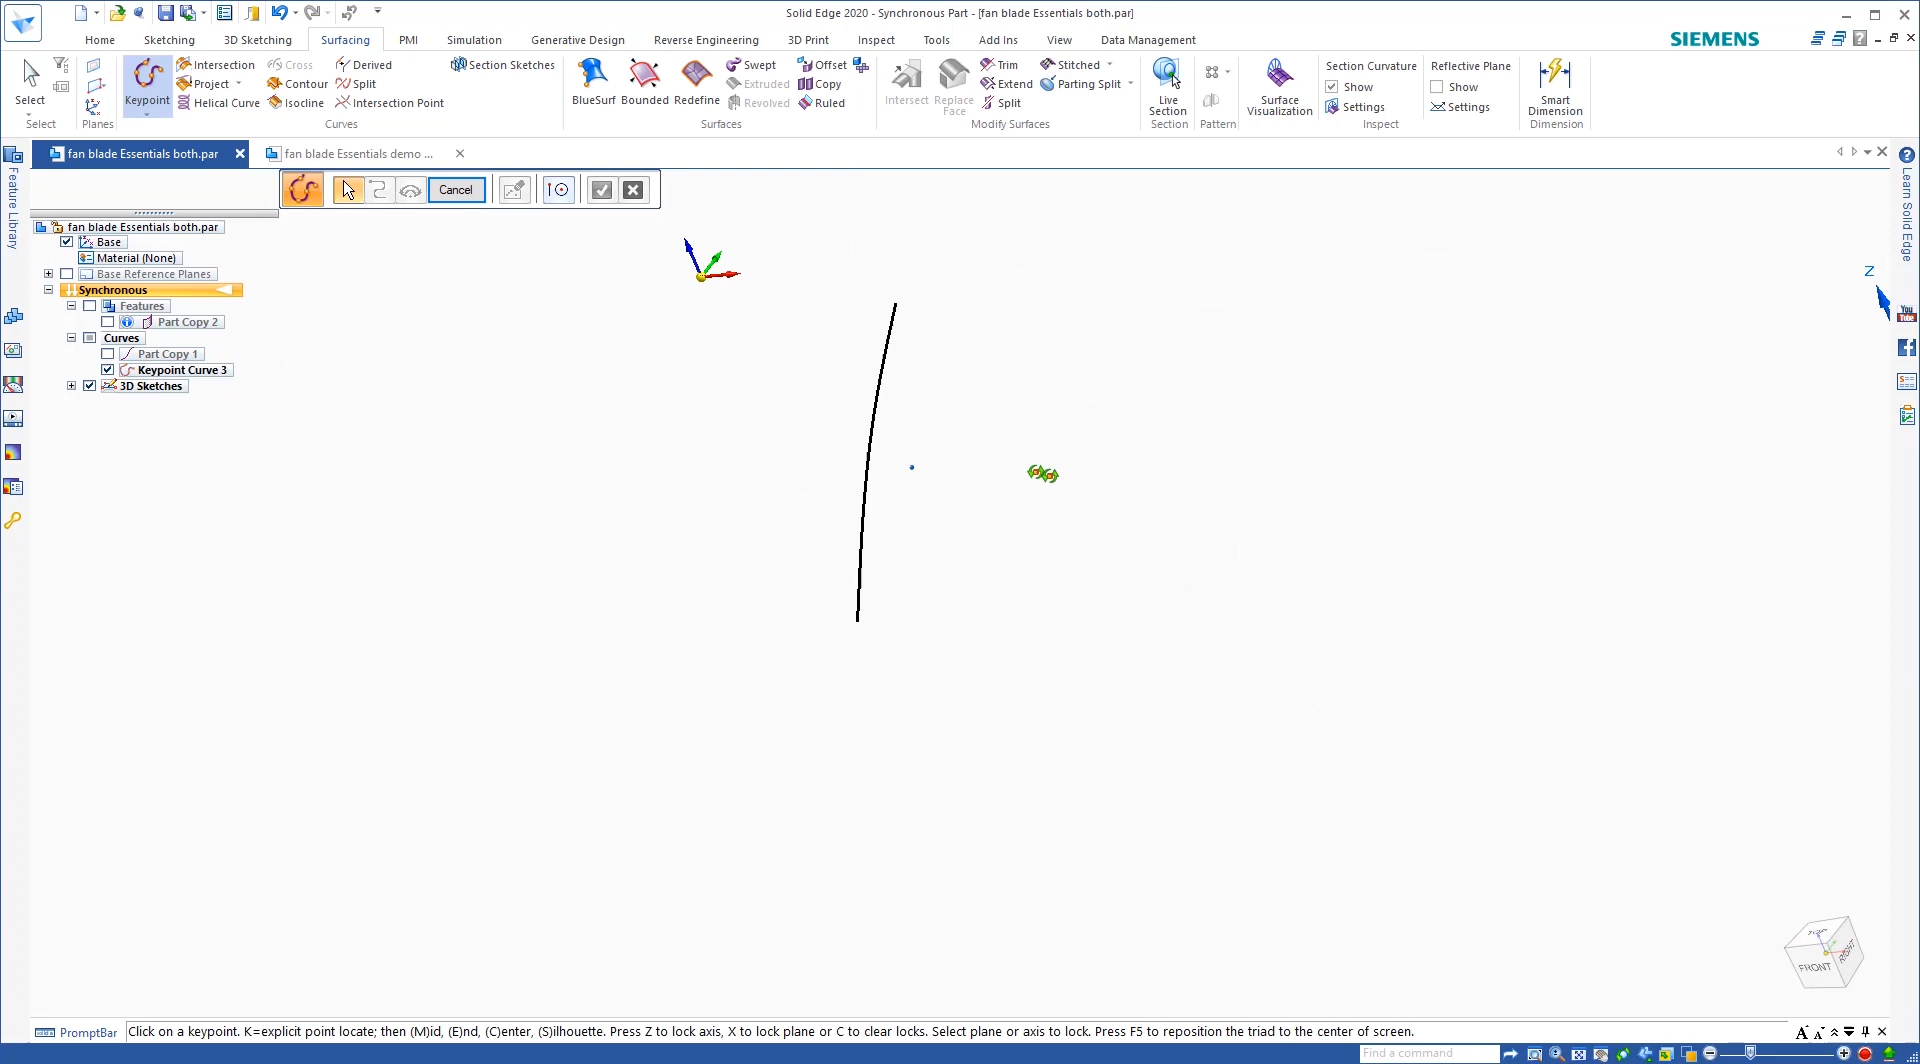 Solid Edge 2020 - Synchronous Part - [fan blade Essentials both.par]
Home Sketching 3D Sketching Surfacing PMI Simulation Generative Design Reverse Engineering 3D Print Inspect Tools Add Ins View Data Management SIEMENS
Intersection Cross Derived Section Sketches Swept Offset Trim Stitched Section Curvature Reflective Plane
Project Contour Split Extruded Copy Extend Parting Split Show Show
Select Keypoint Helical Curve Isoline Intersection Point BlueSurf Bounded Redefine Revolved Ruled Intersect Replace Face Split Live Section Surface Visualization Settings Settings Smart Dimension
Select Planes Curves Surfaces Modify Surfaces Section Pattern Inspect Dimension
fan blade Essentials both.par fan blade Essentials demo ...
Cancel
Feature Library
Learn Solid Edge
fan blade Essentials both.par
Base
Material (None)
Base Reference Planes
Synchronous
Features
Part Copy 2
Curves
Part Copy 1
Keypoint Curve 3
3D Sketches
Z
You Tube
TOP
FRONT
RIGHT
PromptBar Click on a keypoint. K=explicit point locate; then (M)id, (E)nd, (C)enter, (S)ilhouette. Press Z to lock axis, X to lock plane or C to clear locks. Select plane or axis to lock. Press F5 to reposition the triad to the center of screen.
Find a command